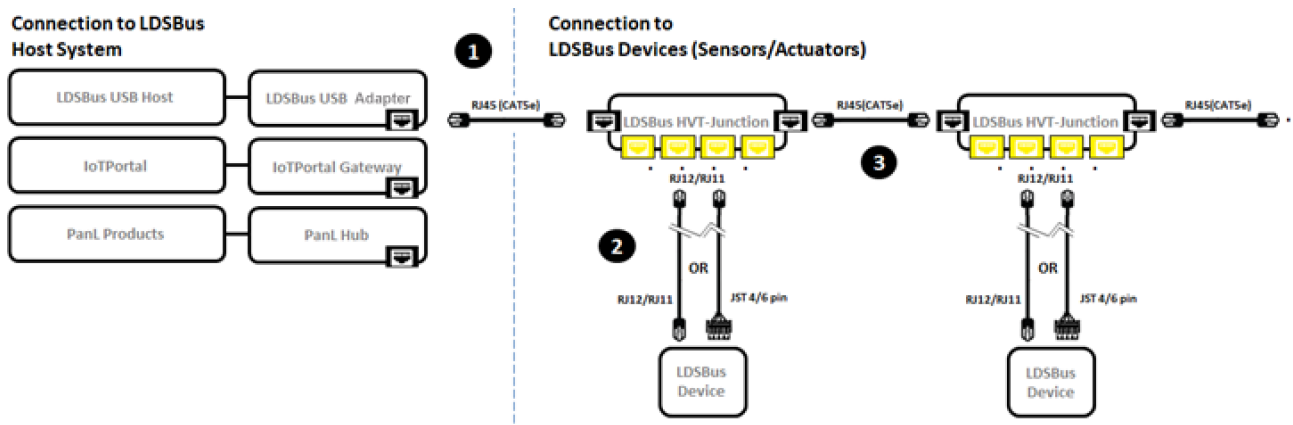 Connection to LDSBus
Host System
1
Connection to
LDSBus Devices (Sensors/Actuators)
LDSBus USB Host
LDSBus USB Adapter
IoTPortal
IoTPortal Gateway
PanL Products
PanL Hub
RJ45 (CAT5e)
LDSBus HVT-Junction
RJ45(CAT5e)
LDSBus HVT-Junction
RJ45(CAT5e)
3
RJ12/RJ11
RJ12/RJ11
2
OR
OR
RJ12/RJ11
JST 4/6 pin
RJ12/RJ11
JST 4/6 pin
LDSBus
Device
LDSBus
Device